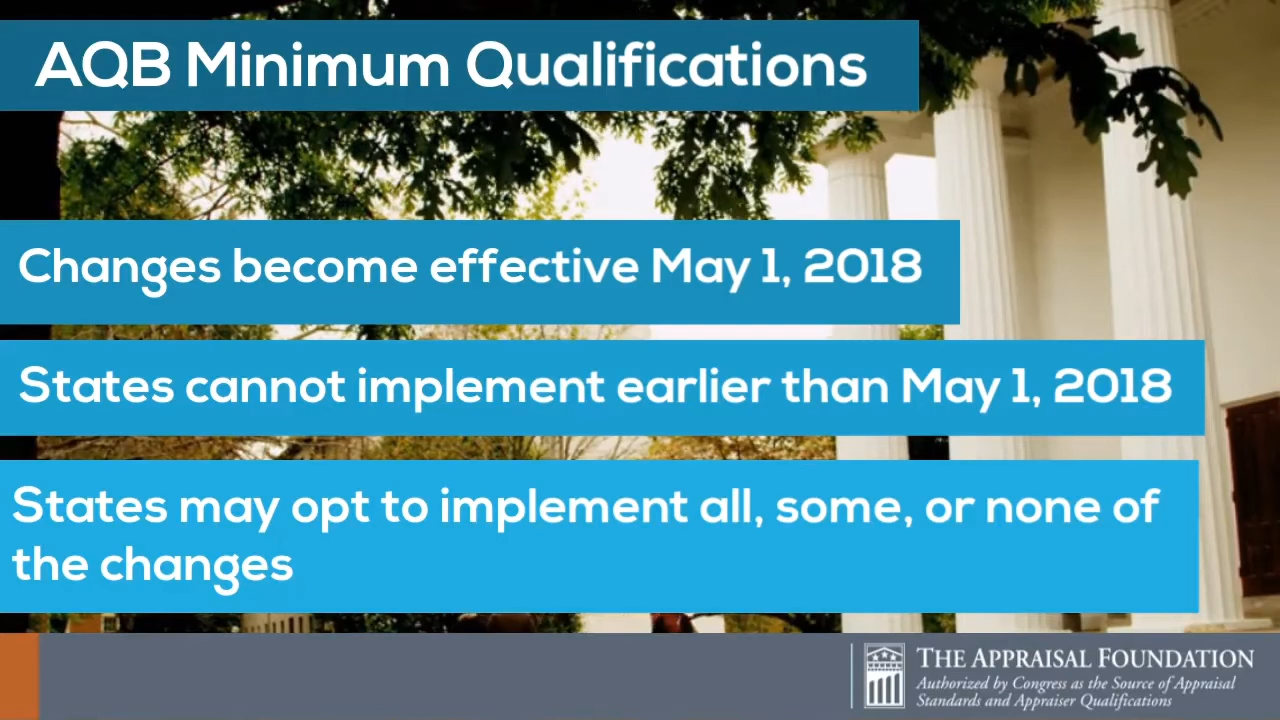 AQB Minimum Qualifications
Changes become effective May 1, 2018
States cannot implement earlier than May 1, 2018
States may opt to implement all, some, or none of
the changes
THE APPRAISAL FOUNDATION
Authorized by Congress as the Source of Appraisal
Standards and Appraiser Qualifications